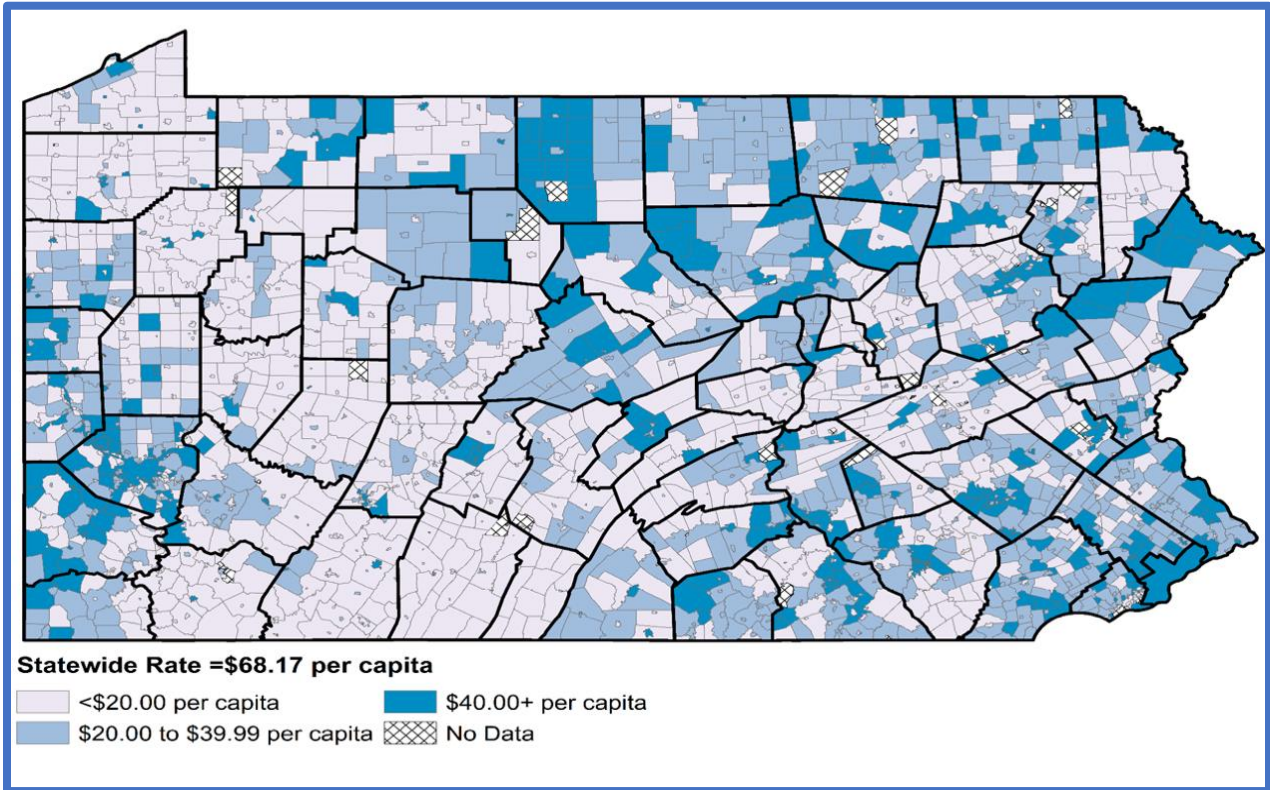 Statewide Rate =$68.17 per capita
<$20.00 per capita
$40.00+ per capita
$20.00 to $39.99 per capita
No Data